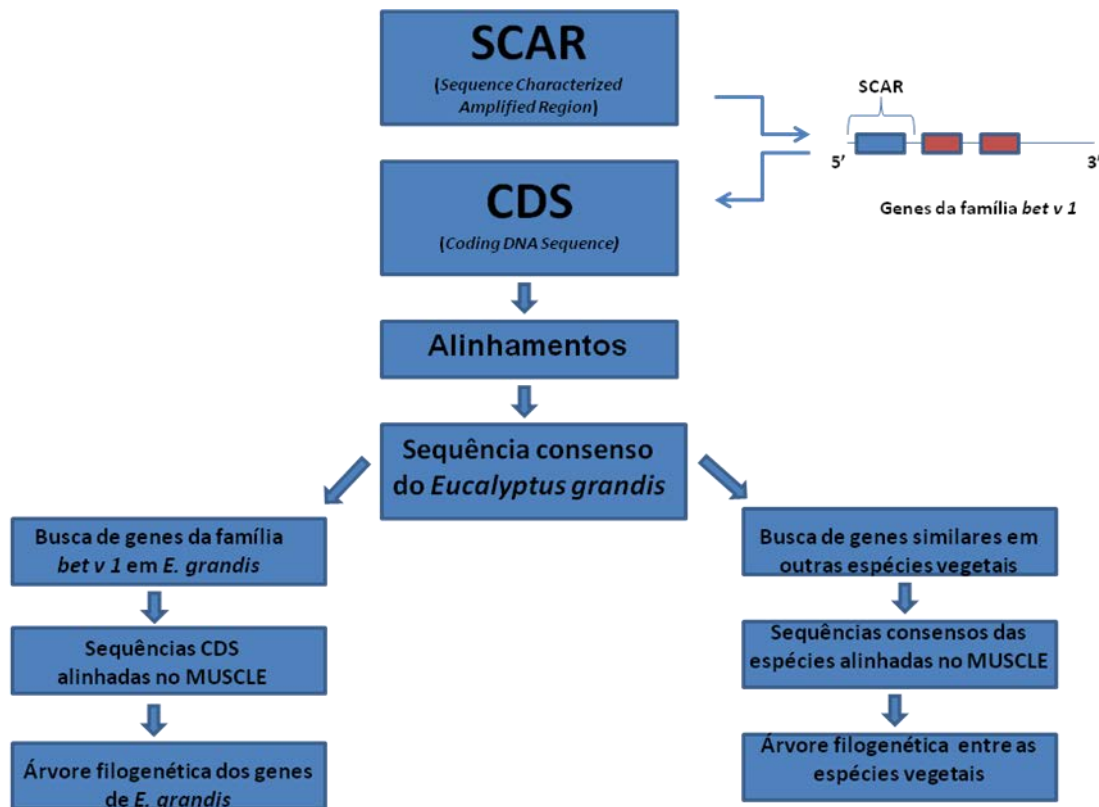 SCAR
(Sequence Characterized
Amplified Region)
SCAR
5’
3’
Genes da família bet v 1
CDS
(Coding DNA Sequence)
Alinhamentos
Sequência consenso
do Eucalyptus grandis
Busca de genes da família
bet v 1 em E. grandis
Sequências CDS
alinhadas no MUSCLE
Árvore filogenética dos genes
de E. grandis
Busca de genes similares em
outras espécies vegetais
Sequências consensos das
espécies alinhadas no MUSCLE
Árvore filogenética entre as
espécies vegetais